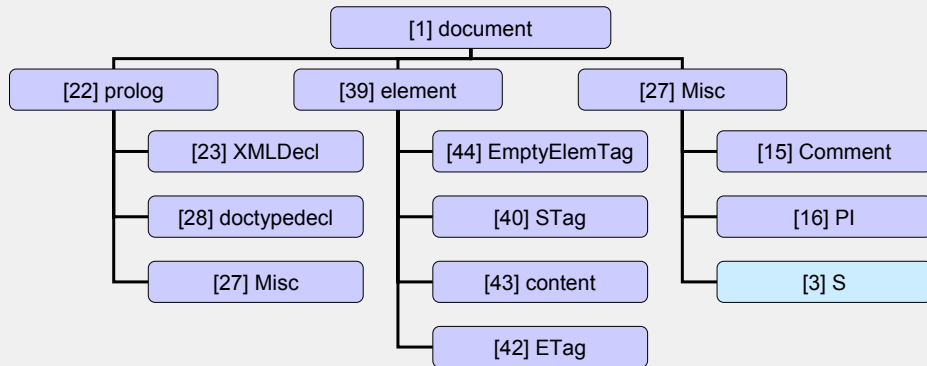 [1] document
[22] prolog
[39] element
[27] Misc
[23] XMLDecl
[44] EmptyElemTag
[15] Comment
[28] doctypedecl
[40] STag
[16] PI
[27] Misc
[43] content
[3] S
[42] ETag